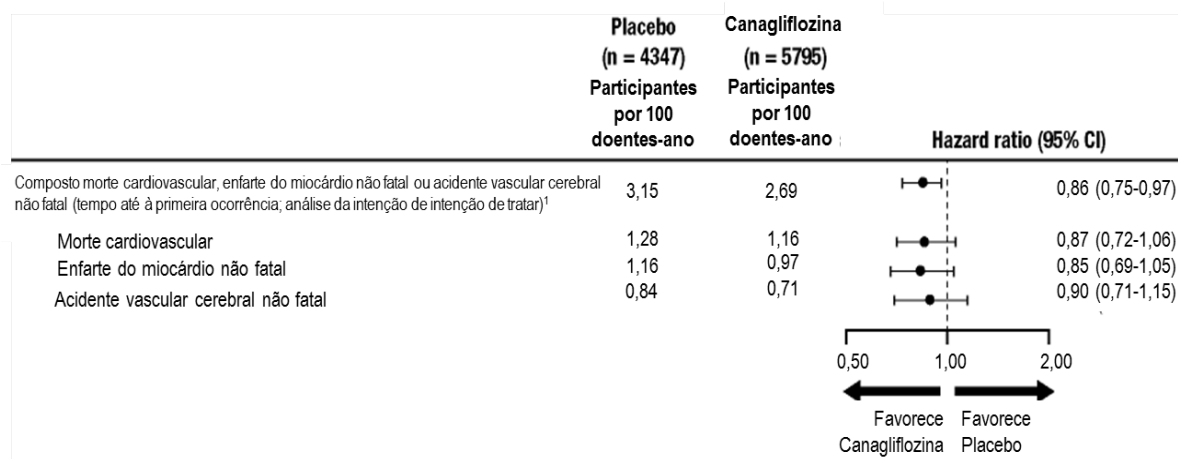 Placebo
(n = 4347)
Participantes
por 100
doentes-ano
Canagliflozina
(n = 5795)
Participantes
por 100
doentes-ano
Hazard ratio (95% CI)
Composto morte cardiovascular, enfarte do miocárdio não fatal ou acidente vascular cerebral
não fatal (tempo até à primeira ocorrência; análise da intenção de intenção de tratar)¹
3,15
2,69
0,86 (0,75-0,97)
Morte cardiovascular
1,28
1,16
0,87 (0,72-1,06)
Enfarte do miocárdio não fatal
1,16
0,97
0,85 (0,69-1,05)
Acidente vascular cerebral não fatal
0,84
0,71
0,90 (0,71-1,15)
0,50
1,00
2,00
Favorece
Canagliflozina
Favorece
Placebo